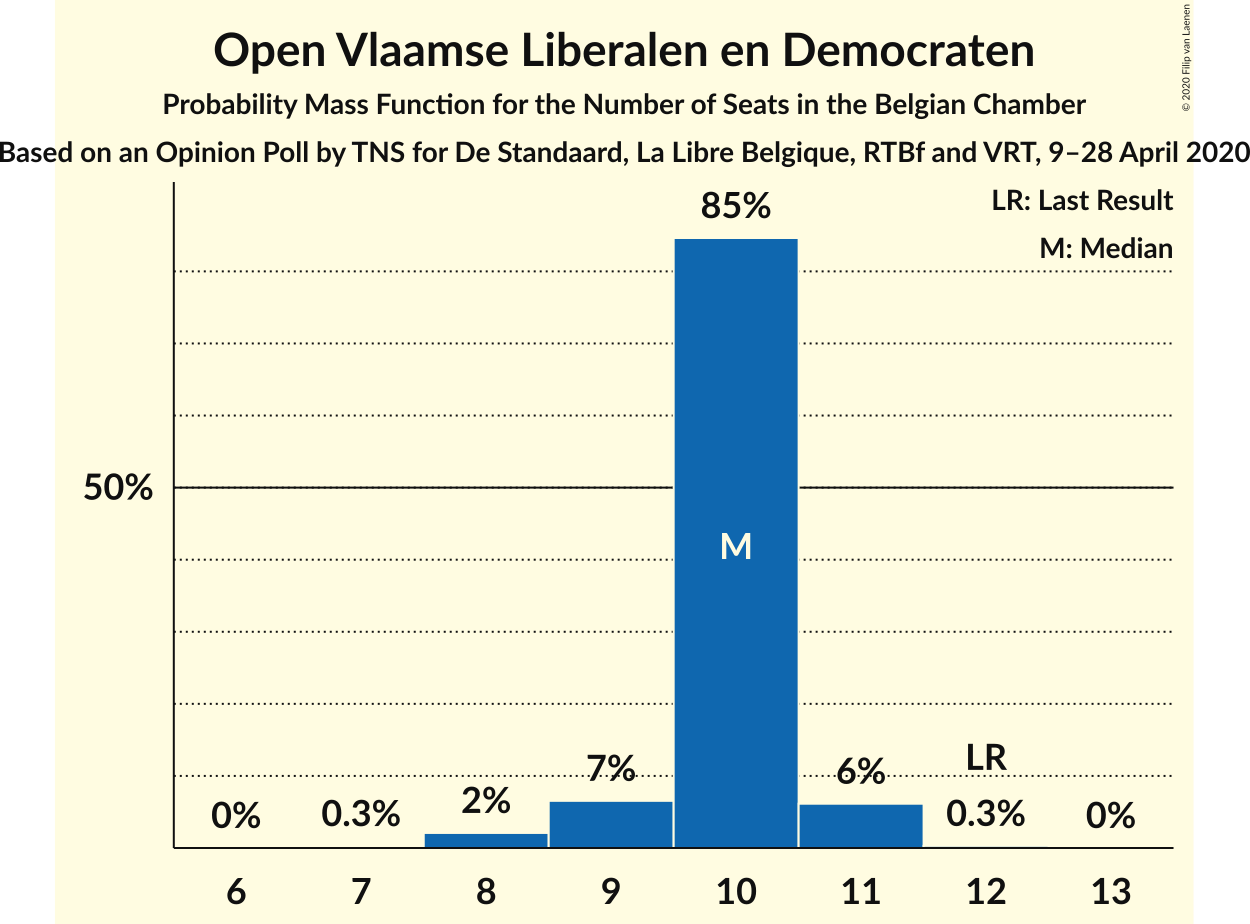 Open Vlaamse Liberalen en Democraten
Probability Mass Function for the Number of Seats in the Belgian Chamber
Based on an Opinion Poll by TNS for De Standaard, La Libre Belgique, RTBf and VRT, 9–28 April 2020
© 2020 Filip van Laenen
LR: Last Result
M: Median
85%
50%
M
LR
0%
0.3%
2%
7%
6%
0.3%
0%
6 7 8 9 10 11 12 13